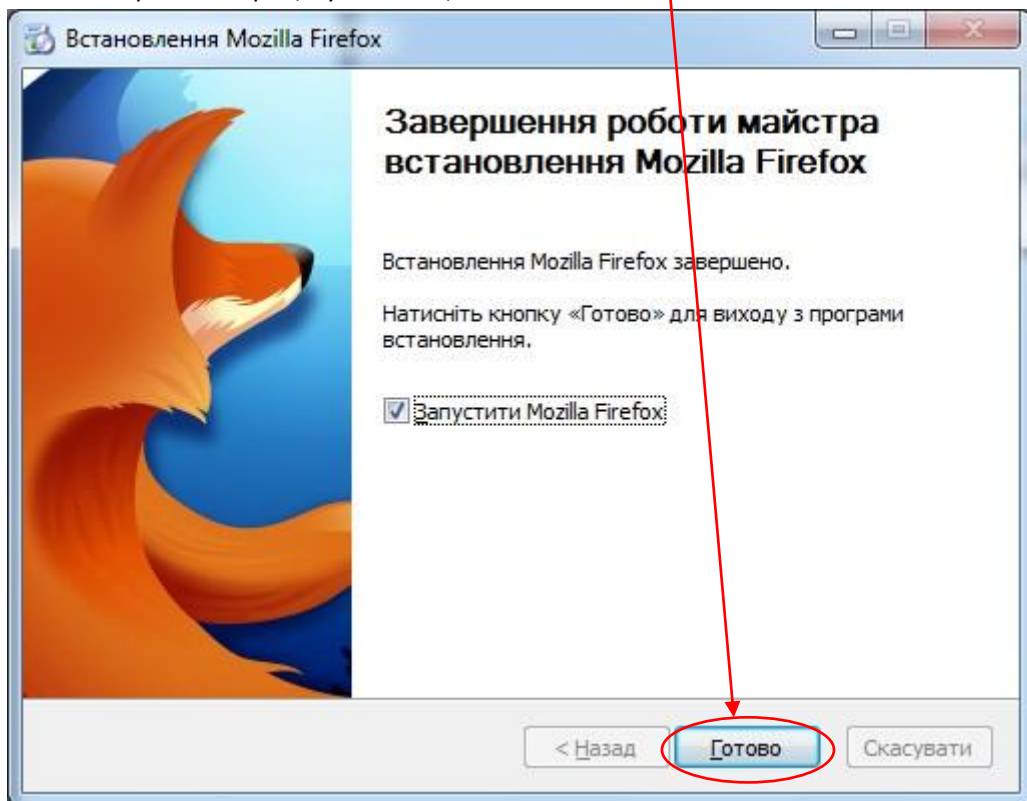 Встановлення Mozilla Firefox
Завершення роботи майстра
встановлення Mozilla Firefox
Встановлення Mozilla Firefox завершено.
Натисніть кнопку «Готово» для виходу з програми
встановлення.
Запустити Mozilla Firefox
< Назад
Готово
Скасувати